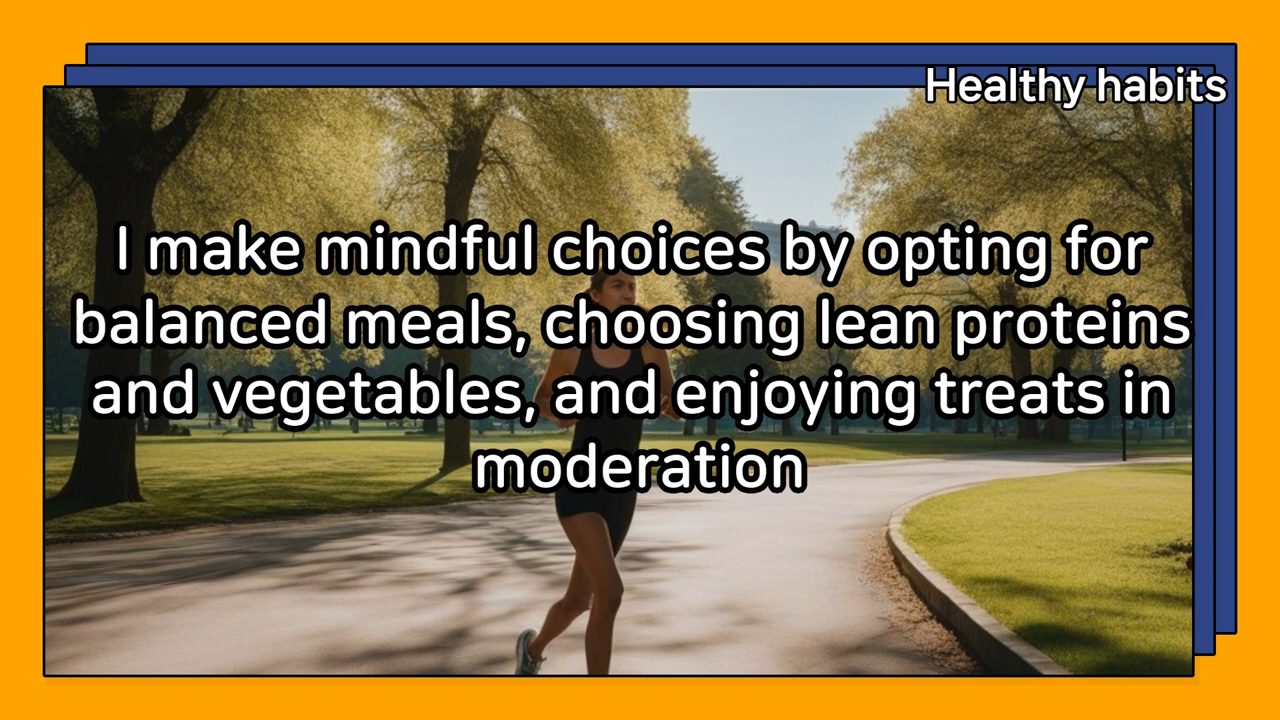 Healthy habits
I make mindful choices by opting for
balanced meals, choosing lean proteins
and vegetables, and enjoying treats in
moderation